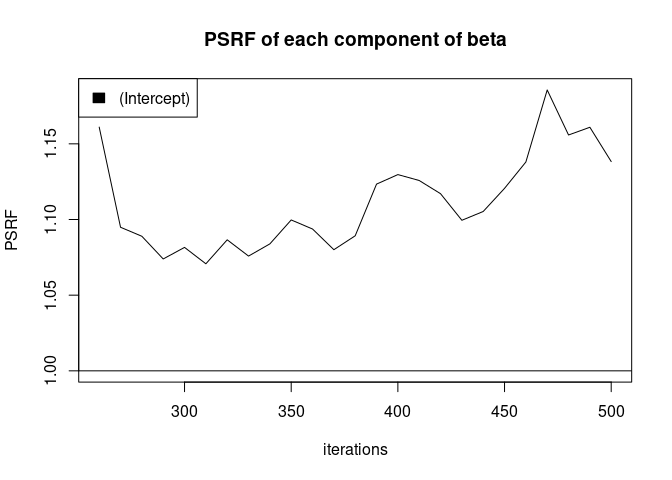 PSRF of each component of beta
(Intercept)
PSRF
1.15
1.10
1.05
1.00
300 350 400 450 500
iterations